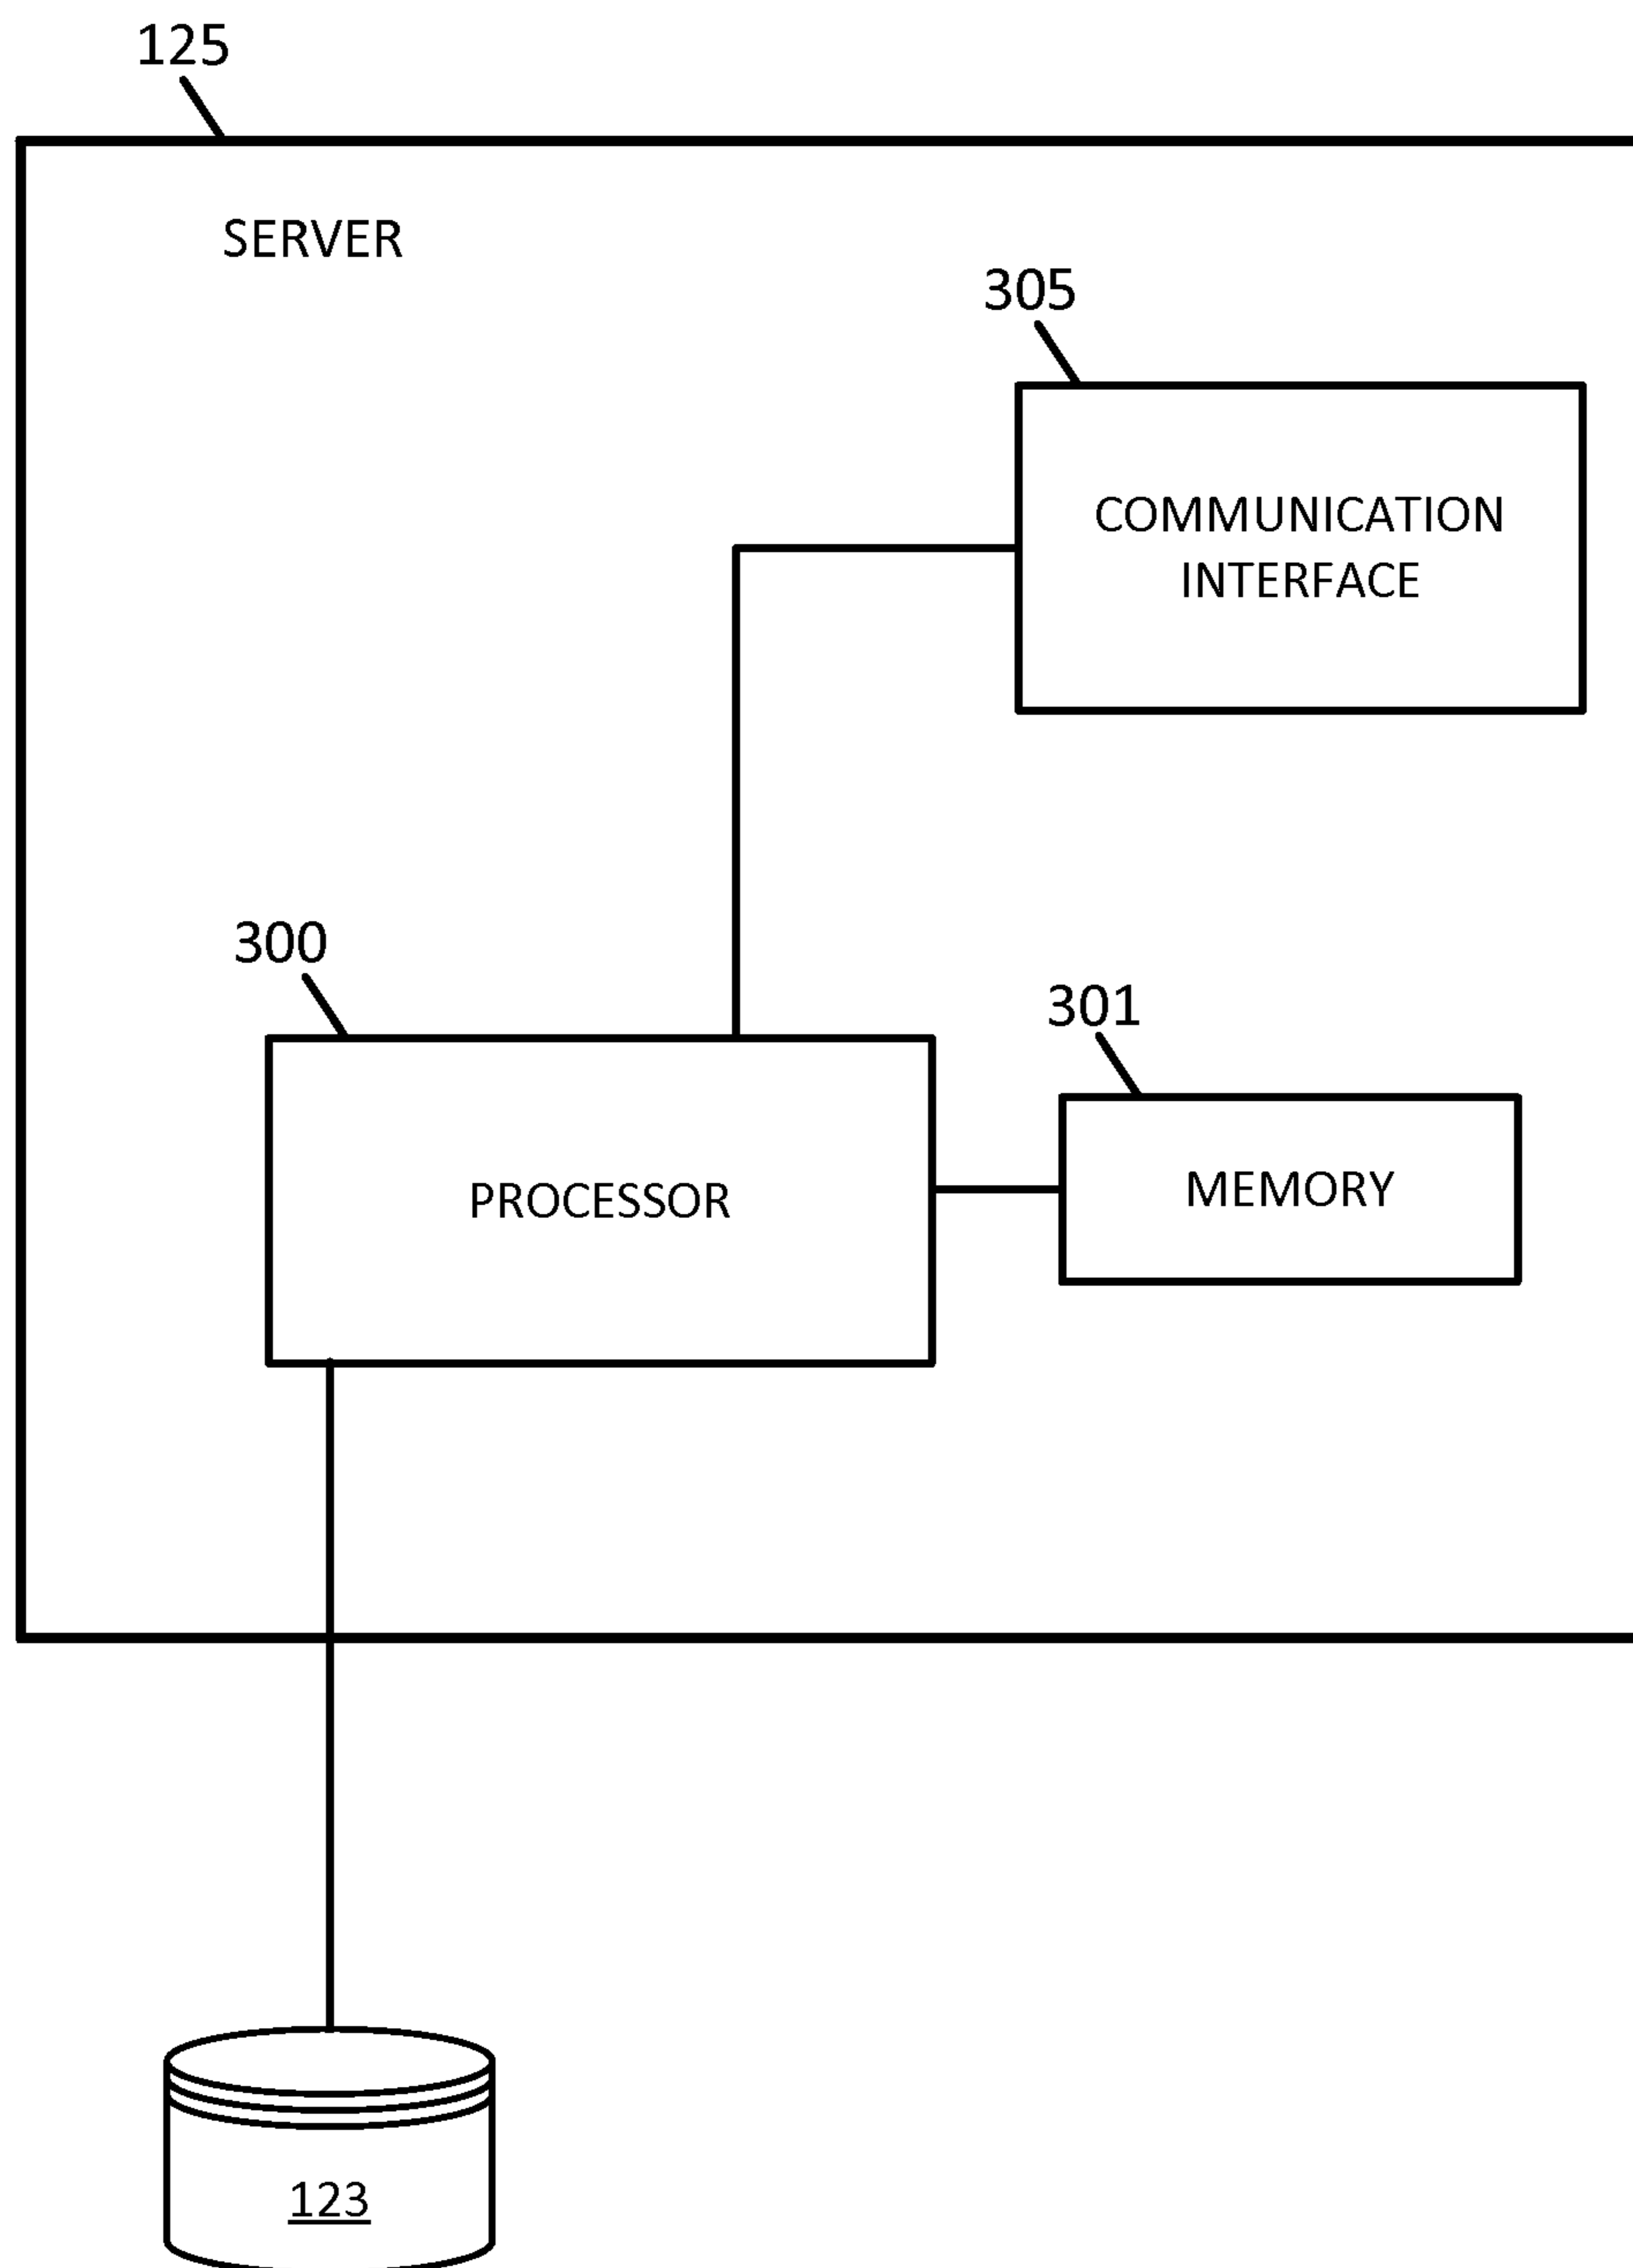 125
SERVER
305
COMMUNICATION
INTERFACE
300
301
PROCESSOR
MEMORY
123